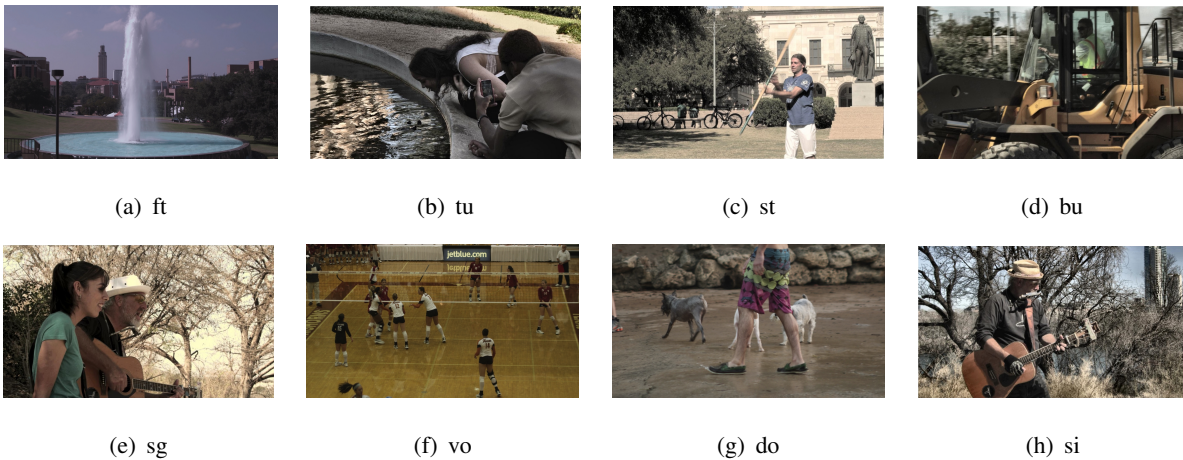 (a) ft
(b) tu
(c) st
(d) bu
jetblue.com
(e) sg
(f) vo
(g) do
(h) si